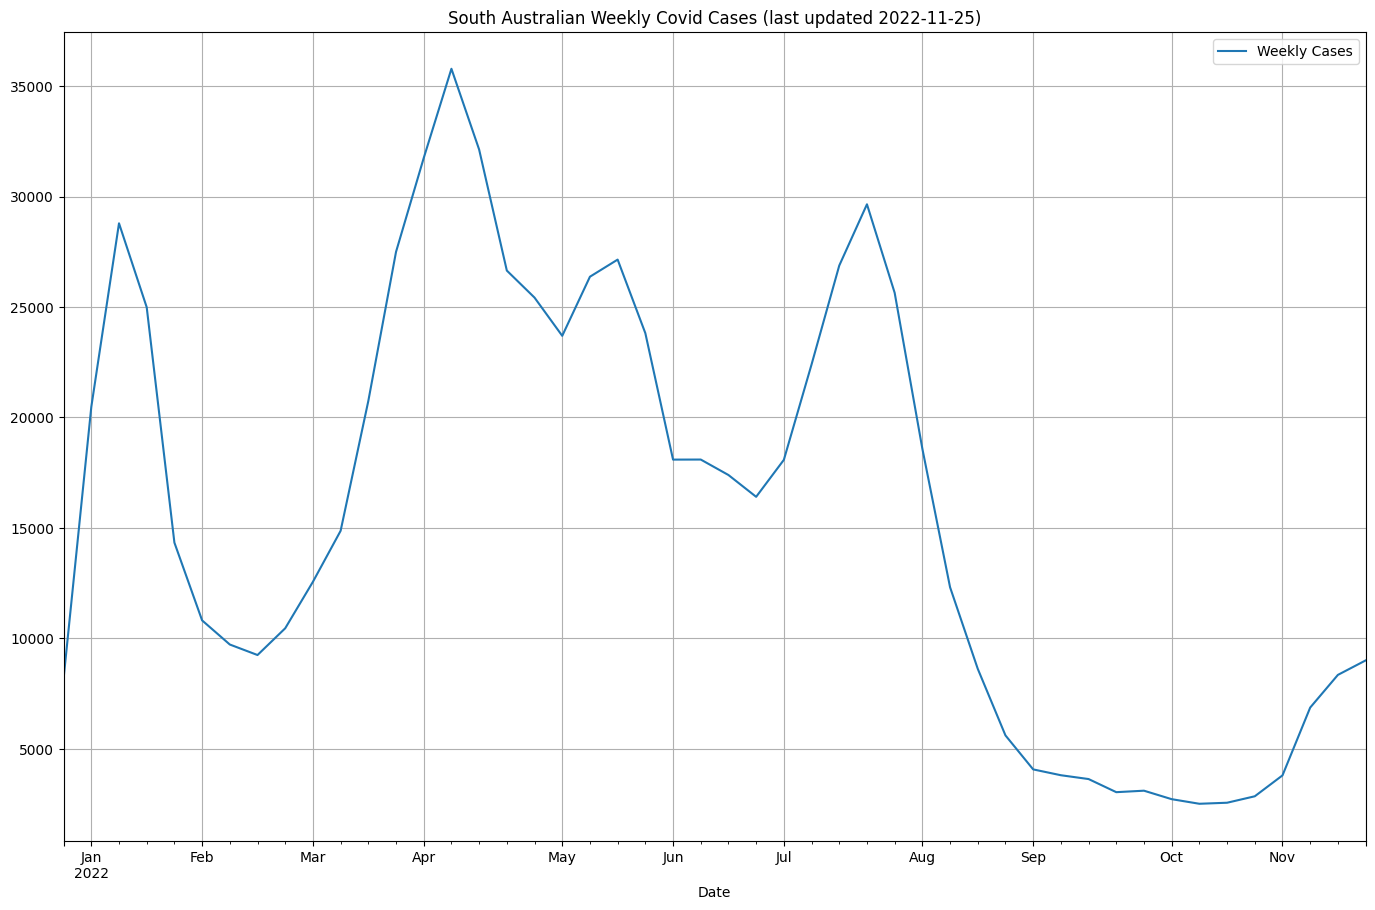 South Australian Weekly Covid Cases (last updated 2022-11-25)
Weekly Cases
35000
30000
25000
20000
15000
10000
5000
Jan Feb Mar Apr May Jun Jul Aug Sep Oct Nov
2022
Date